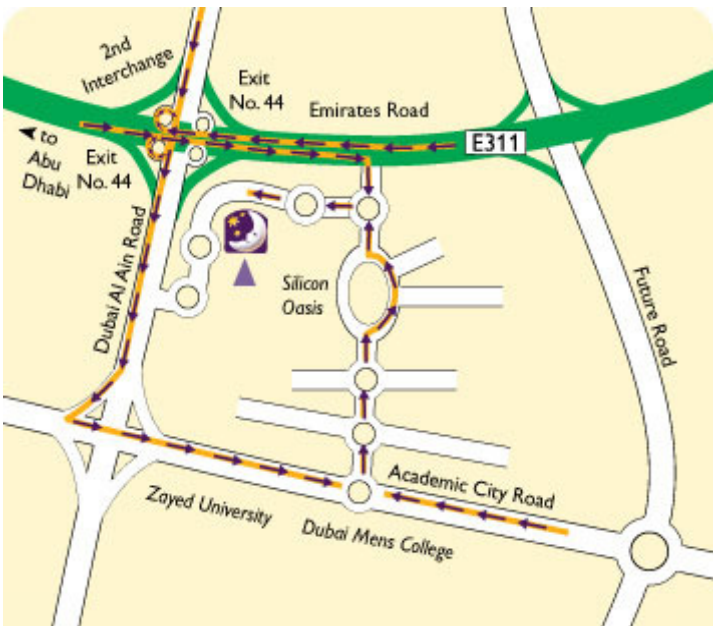 2nd
Interchange
Exit
No. 44
Emirates Road
E311
to
Abu
Dhabi
Exit
No. 44
Dubai Al Ain Road
Silicon
Oasis
Future Road
Academic City Road
Zayed University
Dubai Mens College